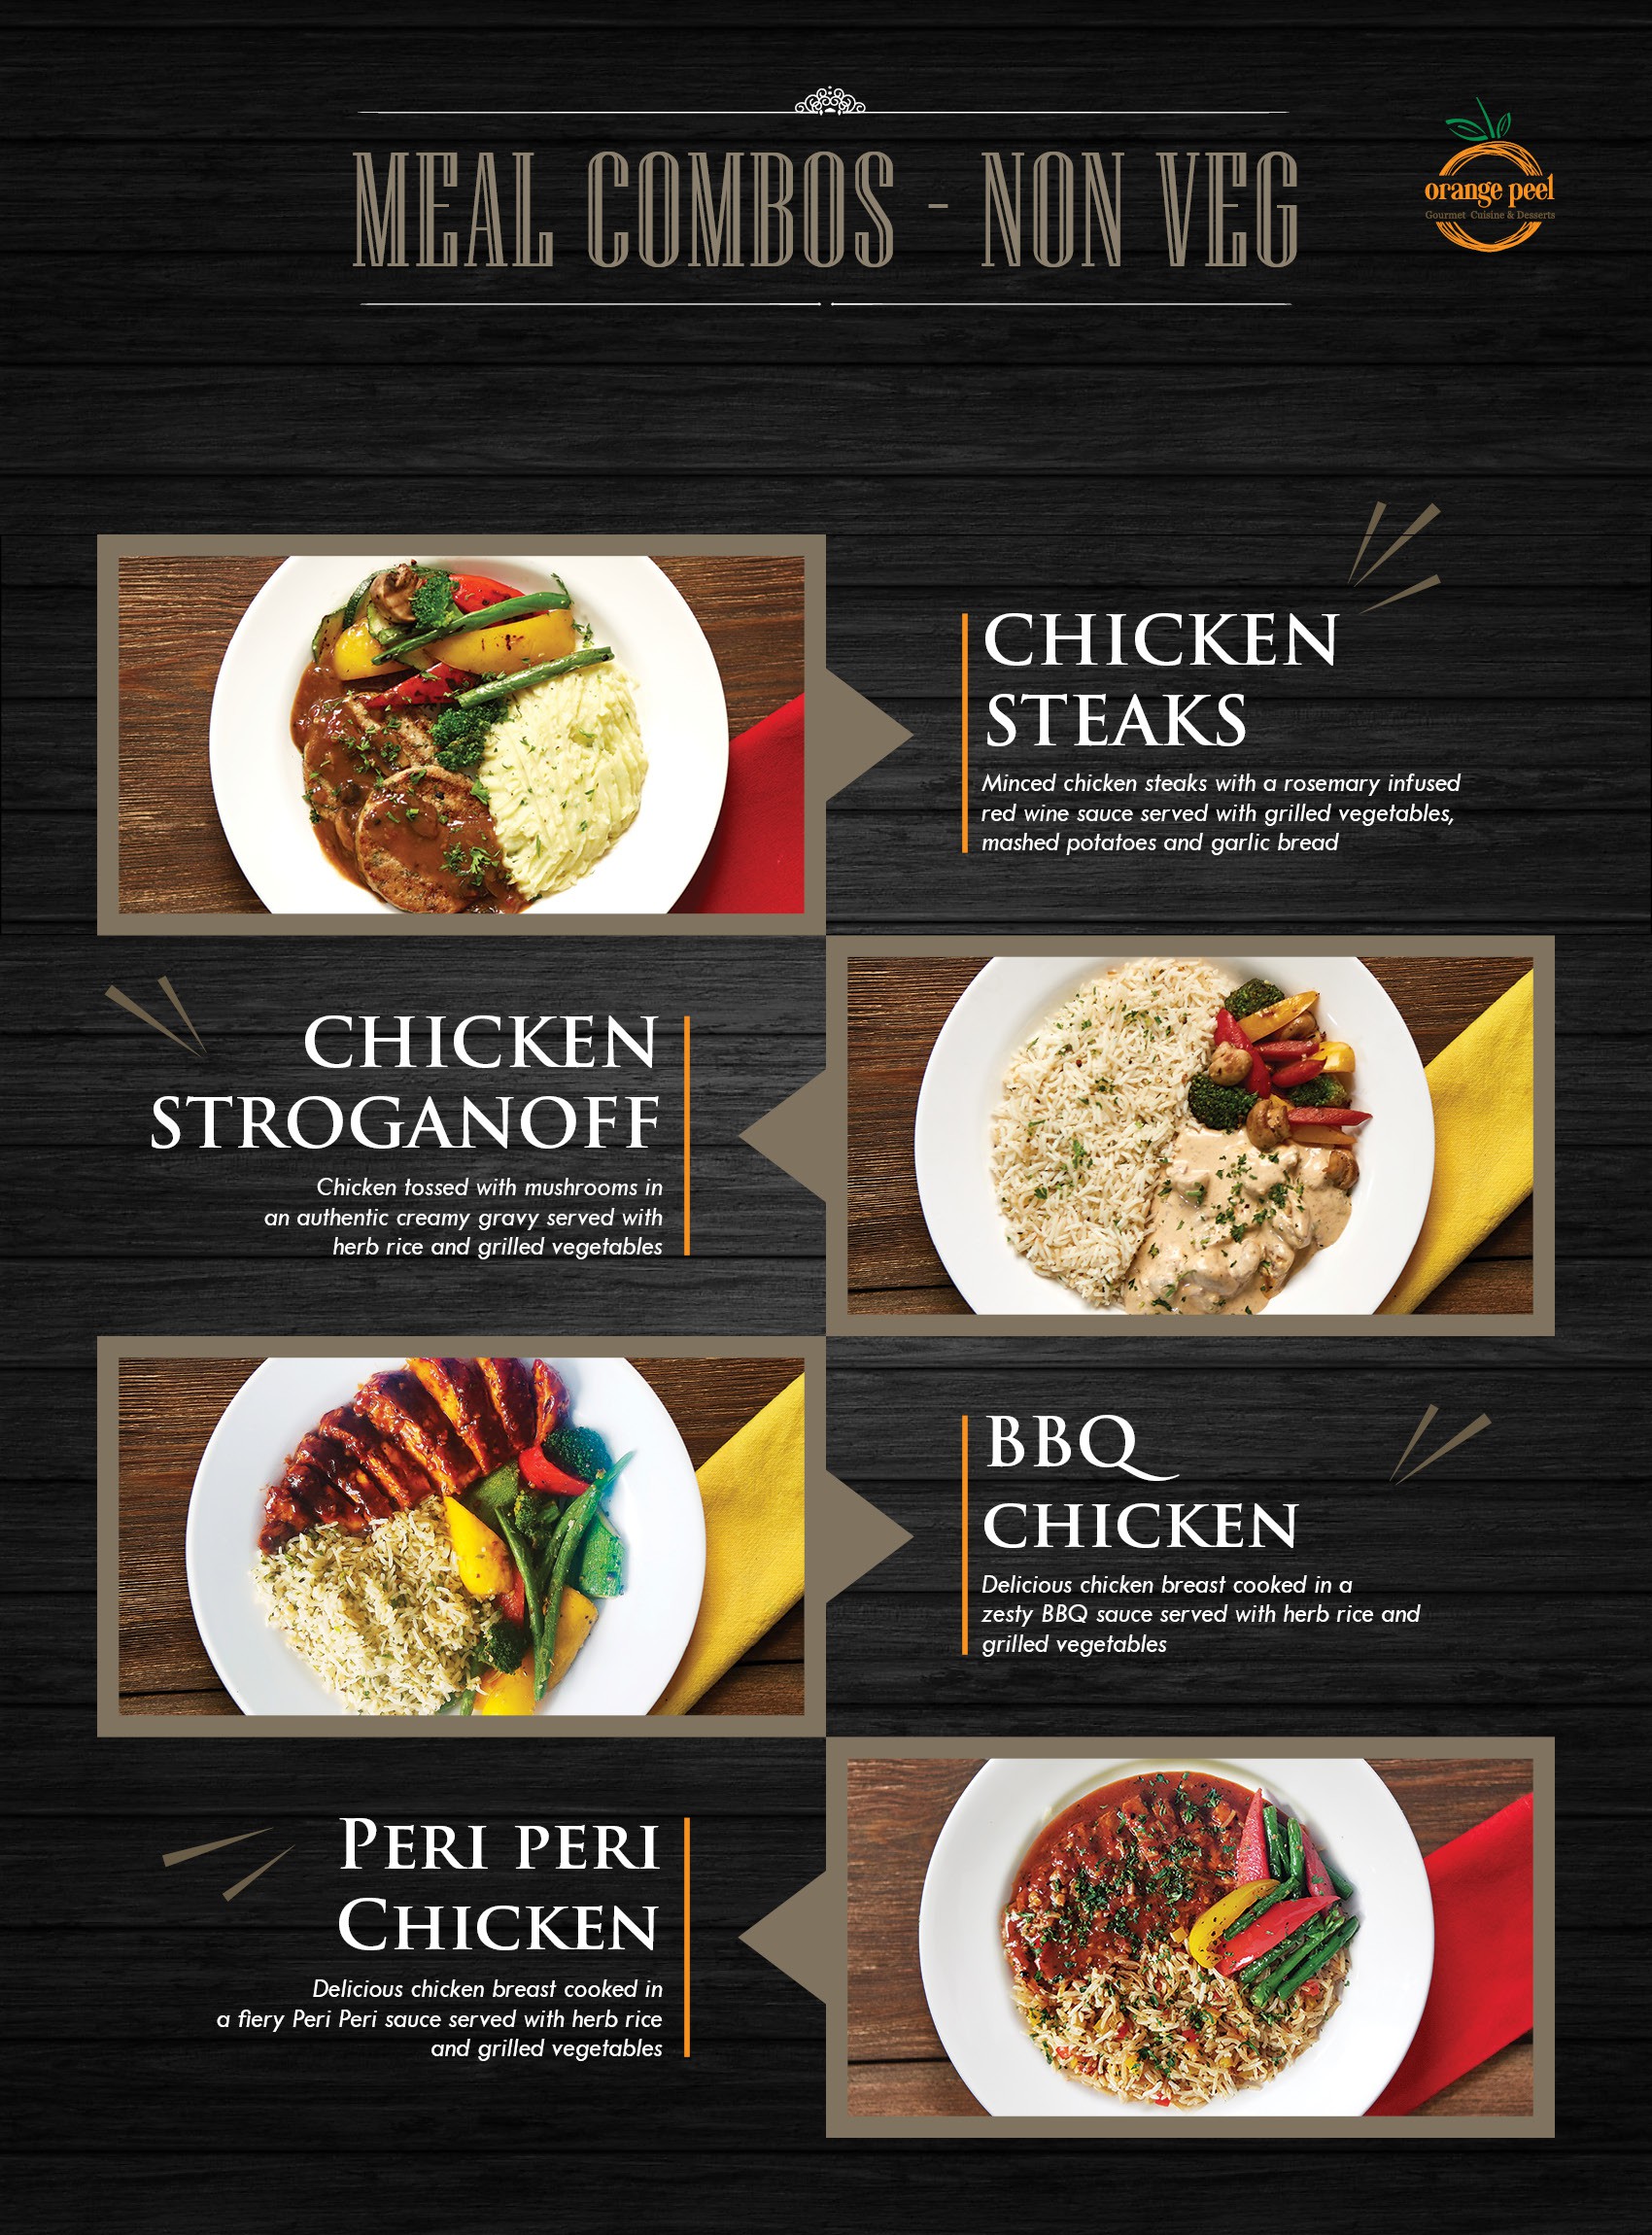 MEAL COMBOS - NON VEG
orange peel
Gourmet Cuisine & Desserts
CHICKEN
STEAKS
Minced chicken steaks with a rosemary infused
red wine sauce served with grilled vegetables,
mashed potatoes and garlic bread
CHICKEN
STROGANOFF
Chicken tossed with mushrooms in
an authentic creamy gravy served with
herb rice and grilled vegetables
BBQ
CHICKEN
Delicious chicken breast cooked in a
zesty BBQ sauce served with herb rice and
grilled vegetables
PERI PERI
CHICKEN
Delicious chicken breast cooked in
a fiery Peri Peri sauce served with herb rice
and grilled vegetables